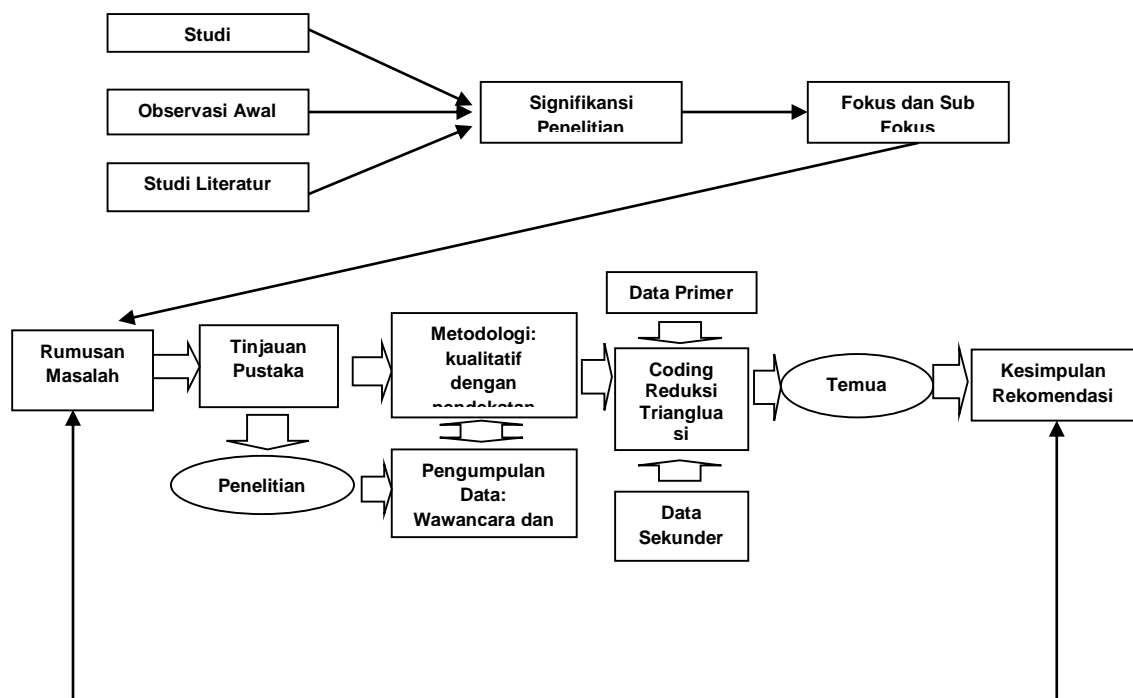 Studi
Observasi Awal
Studi Literatur
Signifikansi
Penelitian
Fokus dan Sub
Fokus
Data Primer
Rumusan
Masalah
Tinjauan
Pustaka
Metodologi:
kualitatif
dengan
pendekatan
Coding
Reduksi
Trianglua
si
Temua
Kesimpulan
Rekomendasi
Penelitian
Pengumpulan
Data:
Wawancara dan
Data
Sekunder